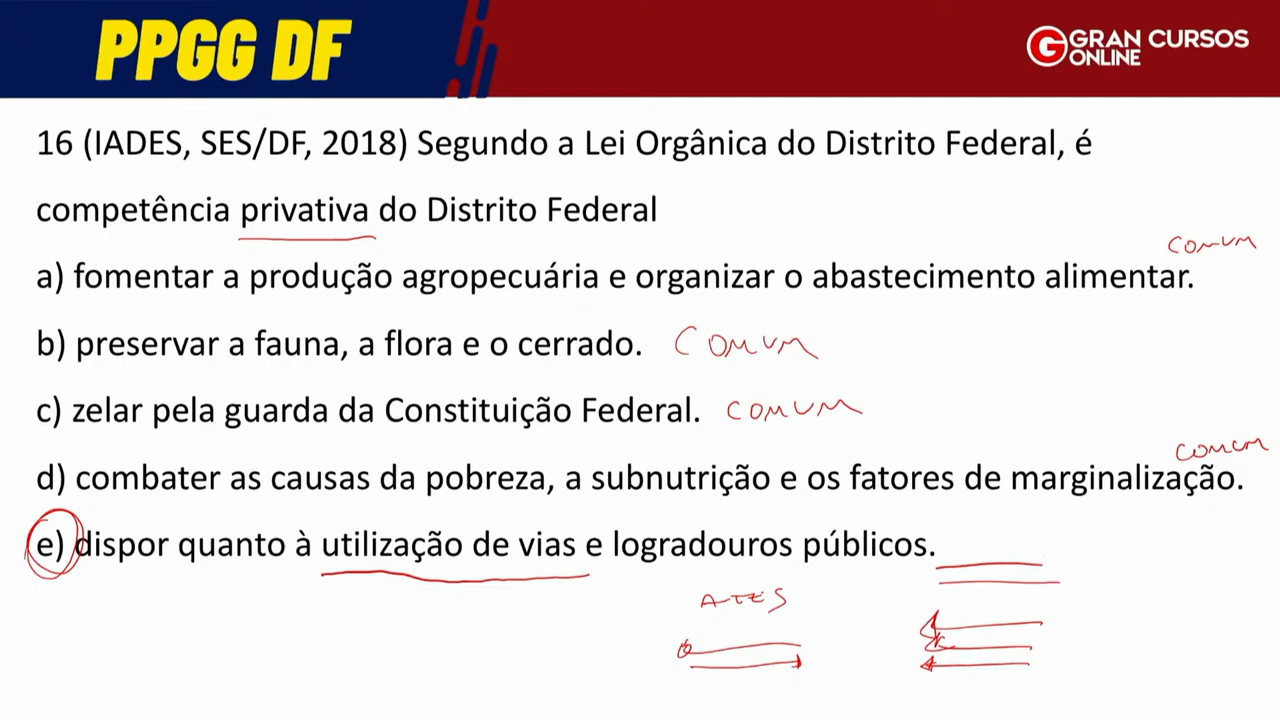 PPGG DF
GRAN CURSOS
ONLINE
16 (IADES, SES/DF, 2018) Segundo a Lei Orgânica do Distrito Federal, é
competência privativa do Distrito Federal
COMUM
a) fomentar a produção agropecuária e organizar o abastecimento alimentar.
b) preservar a fauna, a flora e o cerrado. COMUM
c) zelar pela guarda da Constituição Federal. COMUM
COMUM
d) combater as causas da pobreza, a subnutrição e os fatores de marginalização.
e) dispor quanto à utilização de vias e logradouros públicos.